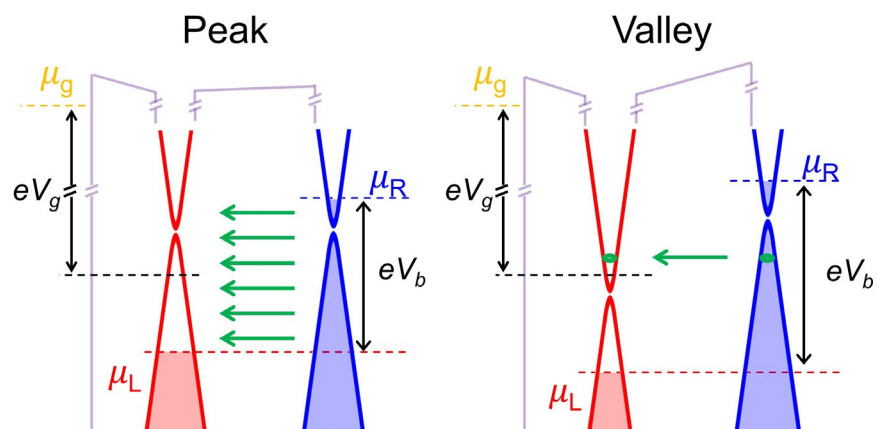 Peak
μg
eVg
μR
eVb
μL
Valley
μg
eVg
μR
eVb
μL